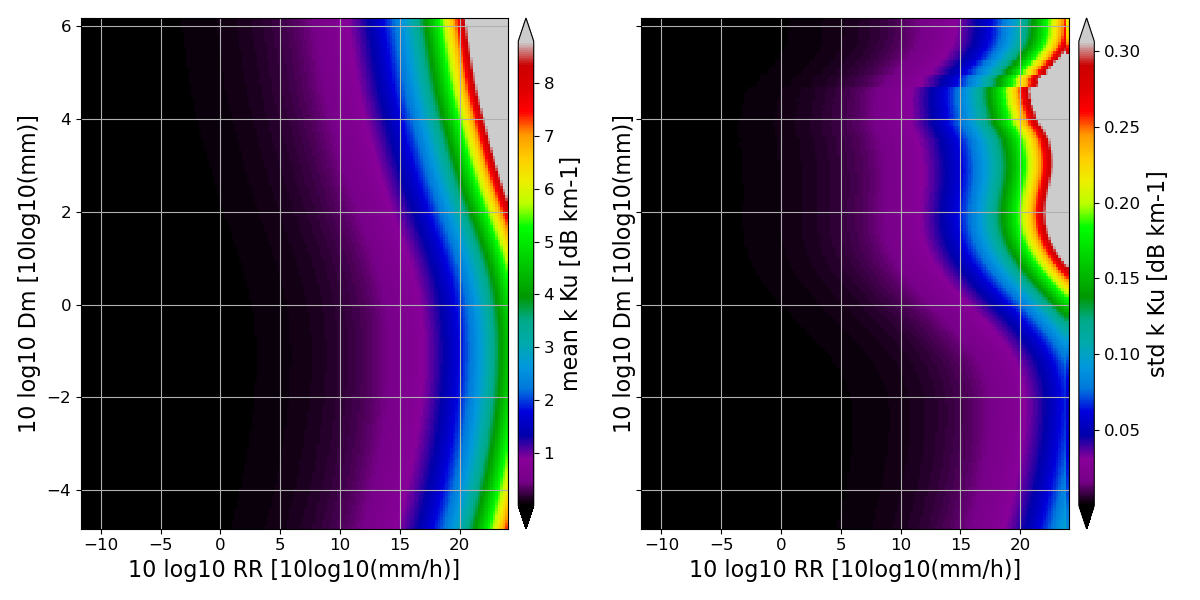 6
4
2
0
−2
−4
10 log10 Dm [10log10(mm)]
−10 −5 0 5 10 15 20
10 log10 RR [10log10(mm/h)]
8
7
6
5
4
3
2
1
mean k Ku [dB km-1]
10 log10 Dm [10log10(mm)]
−10 −5 0 5 10 15 20
10 log10 RR [10log10(mm/h)]
0.30
0.25
0.20
0.15
0.10
0.05
std k Ku [dB km-1]